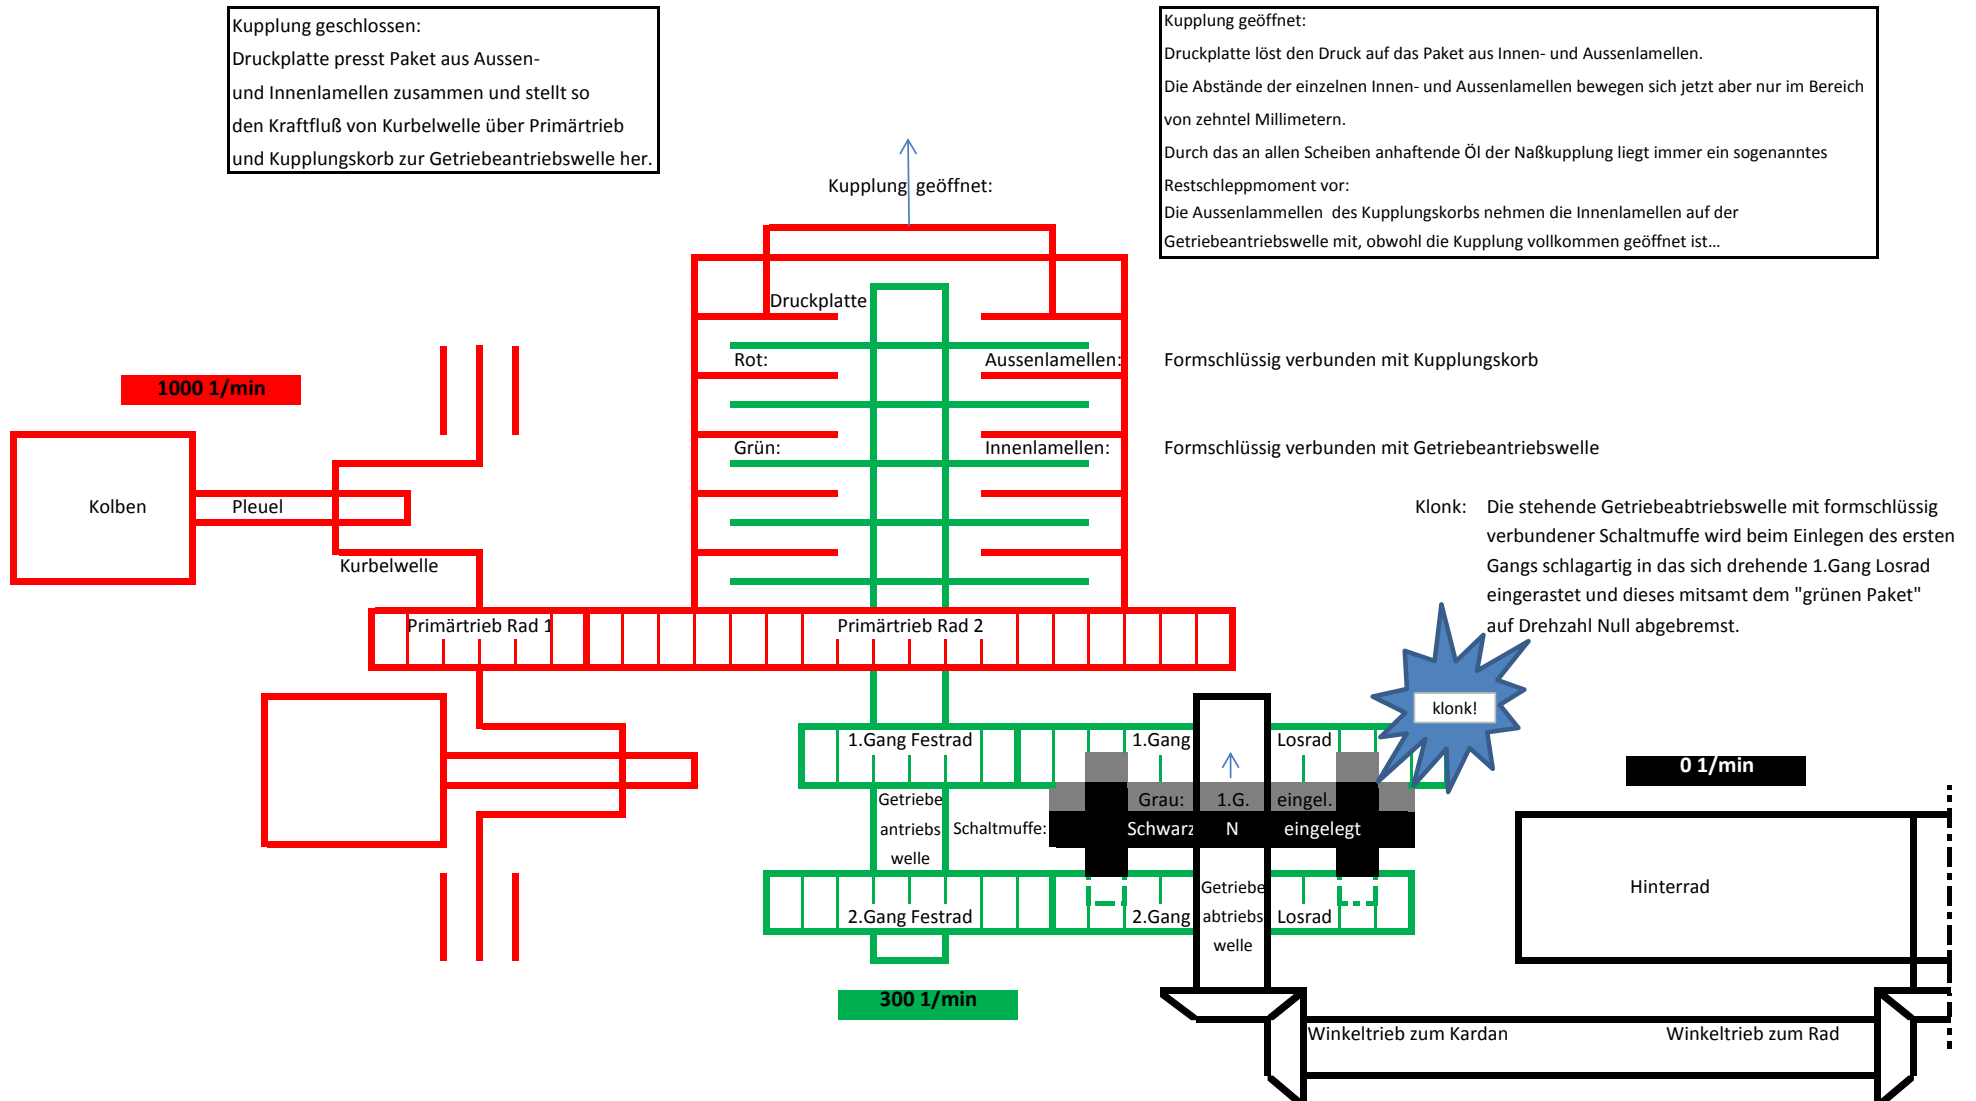 Kupplung geschlossen:
Druckplatte presst Paket aus Aussen-
und Innenlamellen zusammen und stellt so
den Kraftfluß von Kurbelwelle über Primärtrieb
und Kupplungskorb zur Getriebeantriebswelle her.
Kupplung geöffnet:
Druckplatte löst den Druck auf das Paket aus Innen- und Aussenlamellen.
Die Abstände der einzelnen Innen- und Aussenlamellen bewegen sich jetzt aber nur im Bereich
von zehntel Millimetern.
Durch das an allen Scheiben anhaftende Öl der Naßkupplung liegt immer ein sogenanntes
Restschleppmoment vor:
Die Aussenlammellen des Kupplungskorbs nehmen die Innenlamellen auf der
Getriebeantriebswelle mit, obwohl die Kupplung vollkommen geöffnet ist...
Kupplung geöffnet:
Druckplatte
Rot: Aussenlamellen: Formschlüssig verbunden mit Kupplungskorb
1000 1/min
Grün: Innenlamellen: Formschlüssig verbunden mit Getriebeantriebswelle
Kolben
Pleuel
Kurbelwelle
Klonk: Die stehende Getriebeabtriebswelle mit formschlüssig
verbundener Schaltmuffe wird beim Einlegen des ersten
Gangs schlagartig in das sich drehende 1.Gang Losrad
eingerastet und dieses mitsamt dem "grünen Paket"
auf Drehzahl Null abgebremst.
Primärtrieb Rad 1
Primärtrieb Rad 2
klonk!
1.Gang Festrad
1.Gang Losrad
0 1/min
Getriebe
antriebs
welle
Schaltmuffe:
Grau: 1.G. eingel.
Schwarz N eingelegt
Getriebe
abtriebs
welle
2.Gang Festrad
2.Gang Losrad
Hinterrad
300 1/min
Winkeltrieb zum Kardan
Winkeltrieb zum Rad